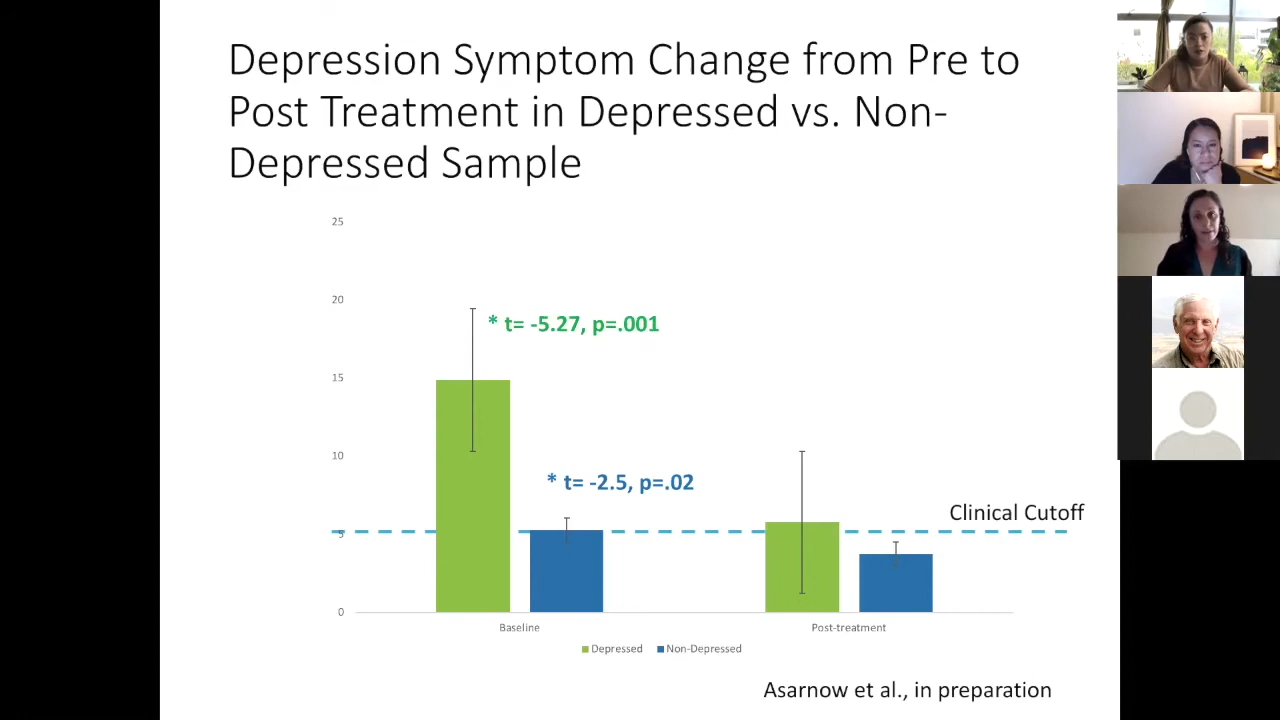 Depression Symptom Change from Pre to
Post Treatment in Depressed vs. Non-
Depressed Sample
25
20
* t= -5.27, p=.001
15
10
* t= -2.5, p=.02
Clinical Cutoff
5
0
Baseline
Post-treatment
Depressed
Non-Depressed
Asarnow et al., in preparation